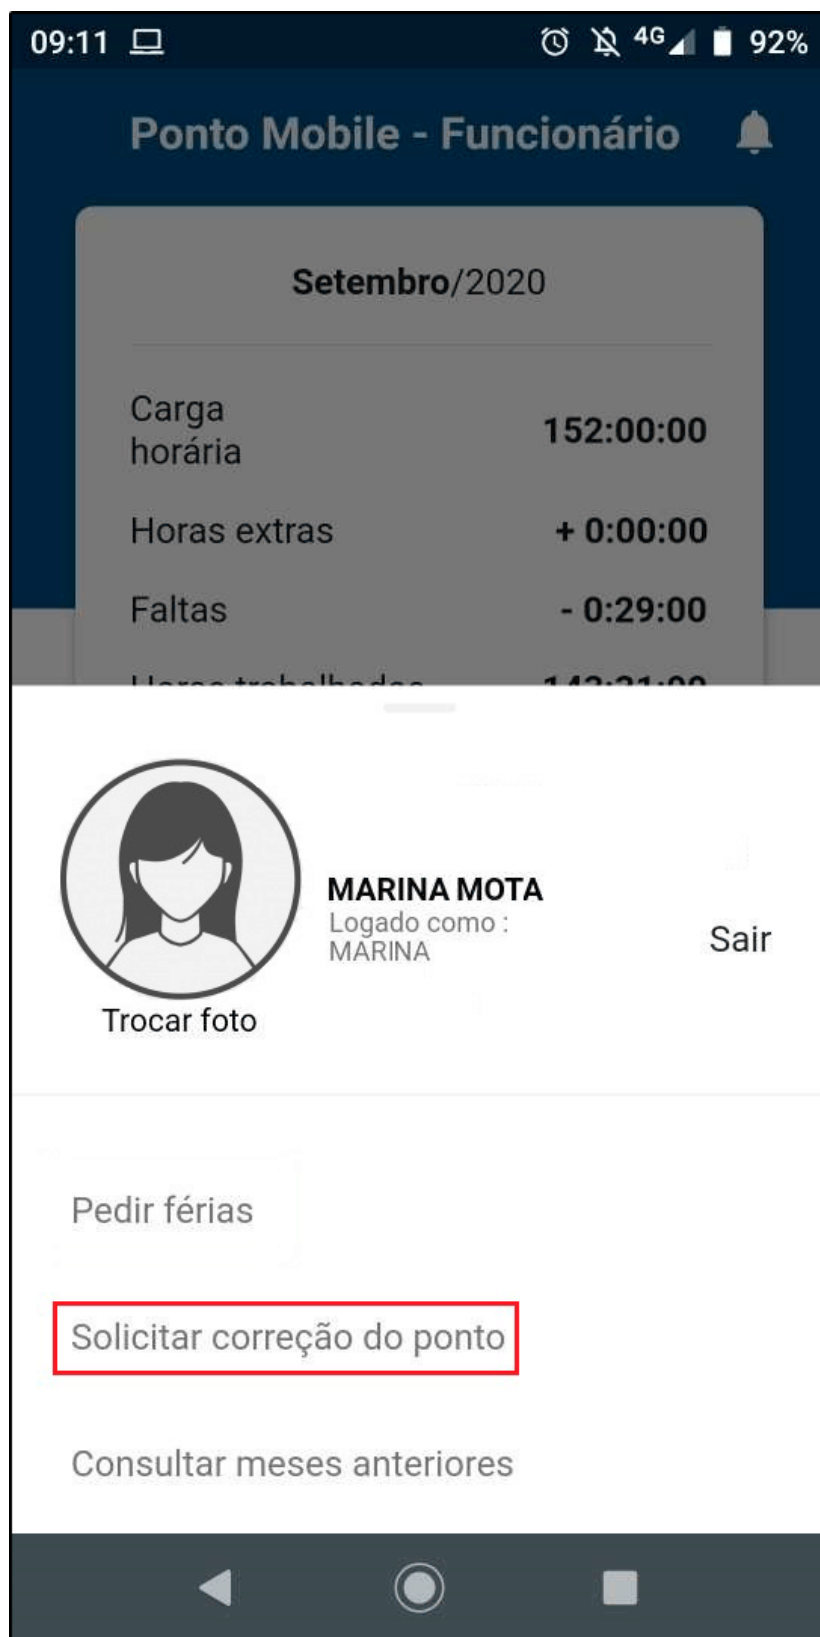 09:11 4G 92%
Ponto Mobile - Funcionário
Setembro/2020
Carga
horária 152:00:00
Horas extras + 0:00:00
Faltas - 0:29:00
Horas trabalhadas
MARINA MOTA
Logado como :
MARINA
Sair
Trocar foto
Pedir férias
Solicitar correção do ponto
Consultar meses anteriores